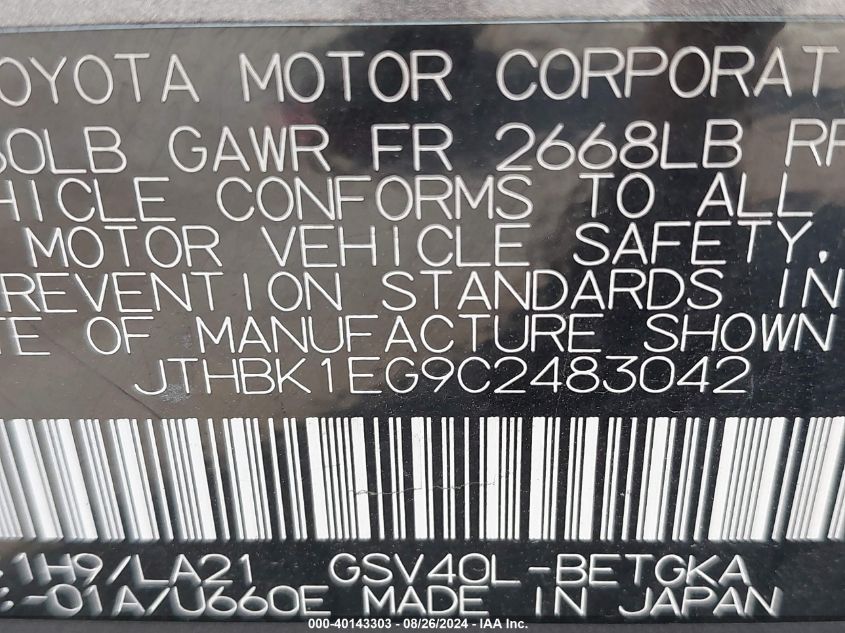 OYOTA MOTOR CORPORAT
60LB GAWR FR 2668LB RR
HICLE CONFORMS TO ALL
MOTOR VEHICLE SAFETY,
REVENTION STANDARDS IN
TE OF MANUFACTURE SHOWN
JTHBK1EG9C2483042
:1H9/LA21 GSV40L-BETGKA
:-01A/U660E MADE IN JAPAN
000-40143303 - 08/26/2024 - IAA Inc.